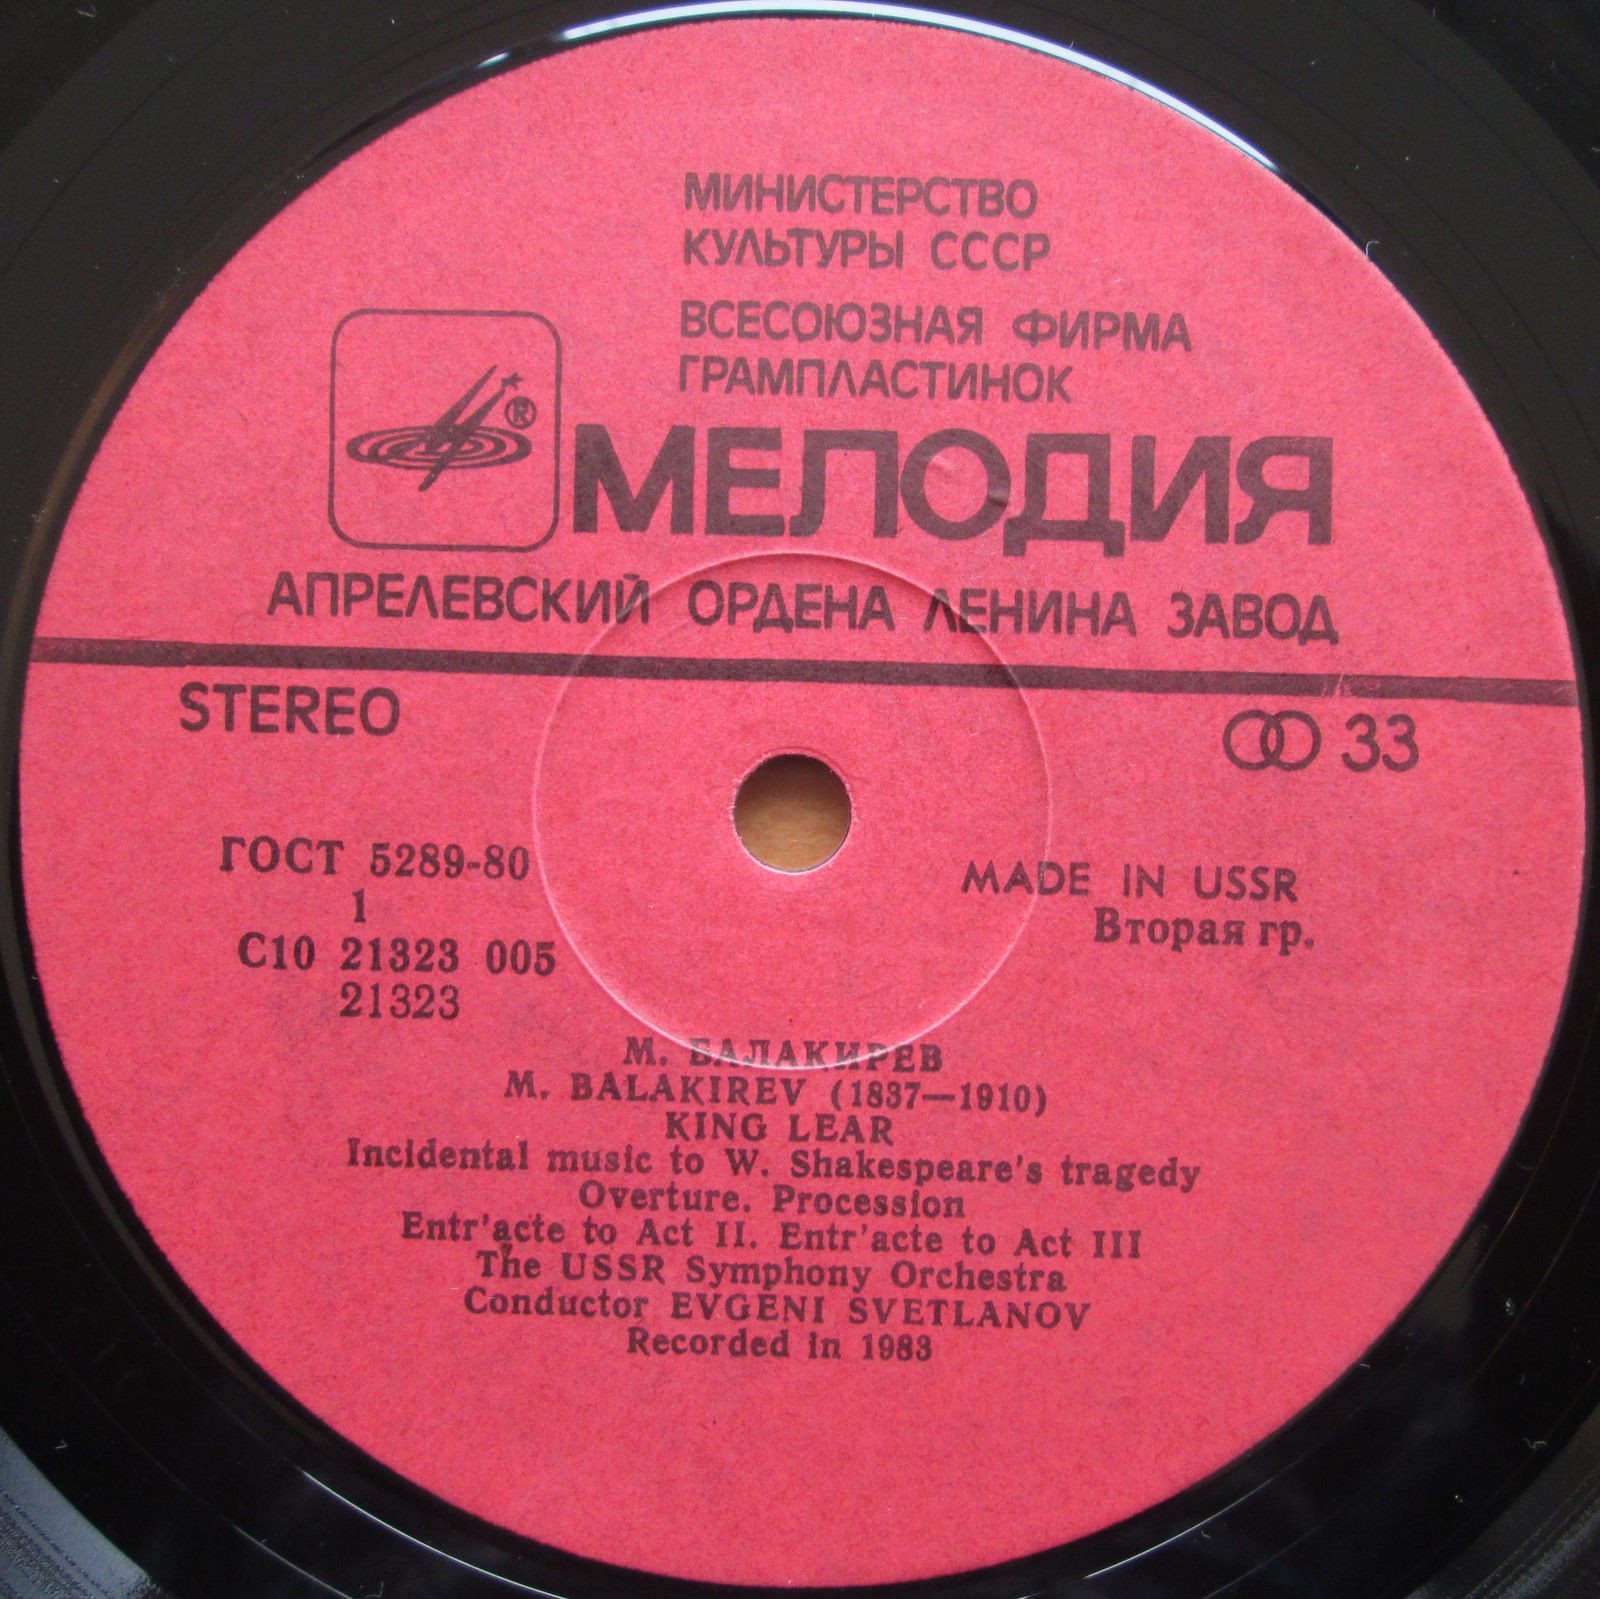 МИНИСТЕРСТВО
КУЛЬТУРЫ СССР
ВСЕСОЮЗНАЯ ФИРМА
ГРАМПЛАСТИНОК
®
МЕЛОДИЯ
АПРЕЛЕВСКИЙ ОРДЕНА ЛЕНИНА ЗАВОД
STEREO
33
ГОСТ 5289-80
1
С10 21323 005
21323
MADE IN USSR
Вторая гр.
М. БАЛАКИРЕВ
M. BALAKIREV (1837—1910)
KING LEAR
Incidental music to W. Shakespeare's tragedy
Overture. Procession
Entr'acte to Act II. Entr'acte to Act III
The USSR Symphony Orchestra
Conductor EVGENI SVETLANOV
Recorded in 1983